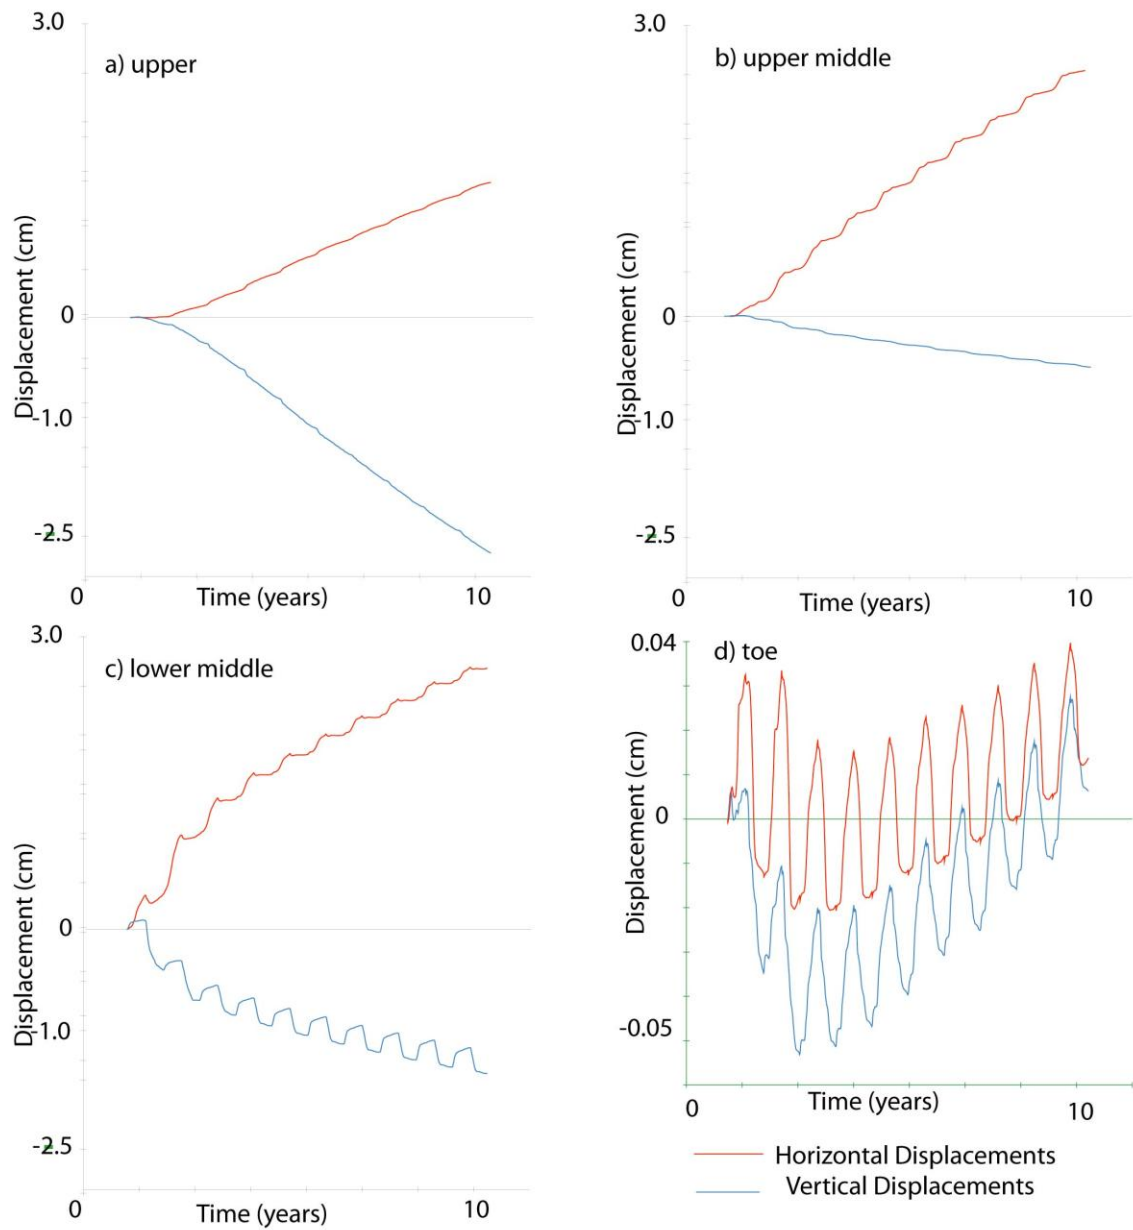 3.0
a) upper
Displacement (cm)
0
-1.0
-2.5
0
Time (years)
10
3.0
b) upper middle
Displacement (cm)
0
-1.0
-2.5
0
Time (years)
10
3.0
c) lower middle
Displacement (cm)
0
-1.0
-2.5
0
Time (years)
10
0.04
d) toe
Displacement (cm)
0
-0.05
0
Time (years)
10
Horizontal Displacements
Vertical Displacements